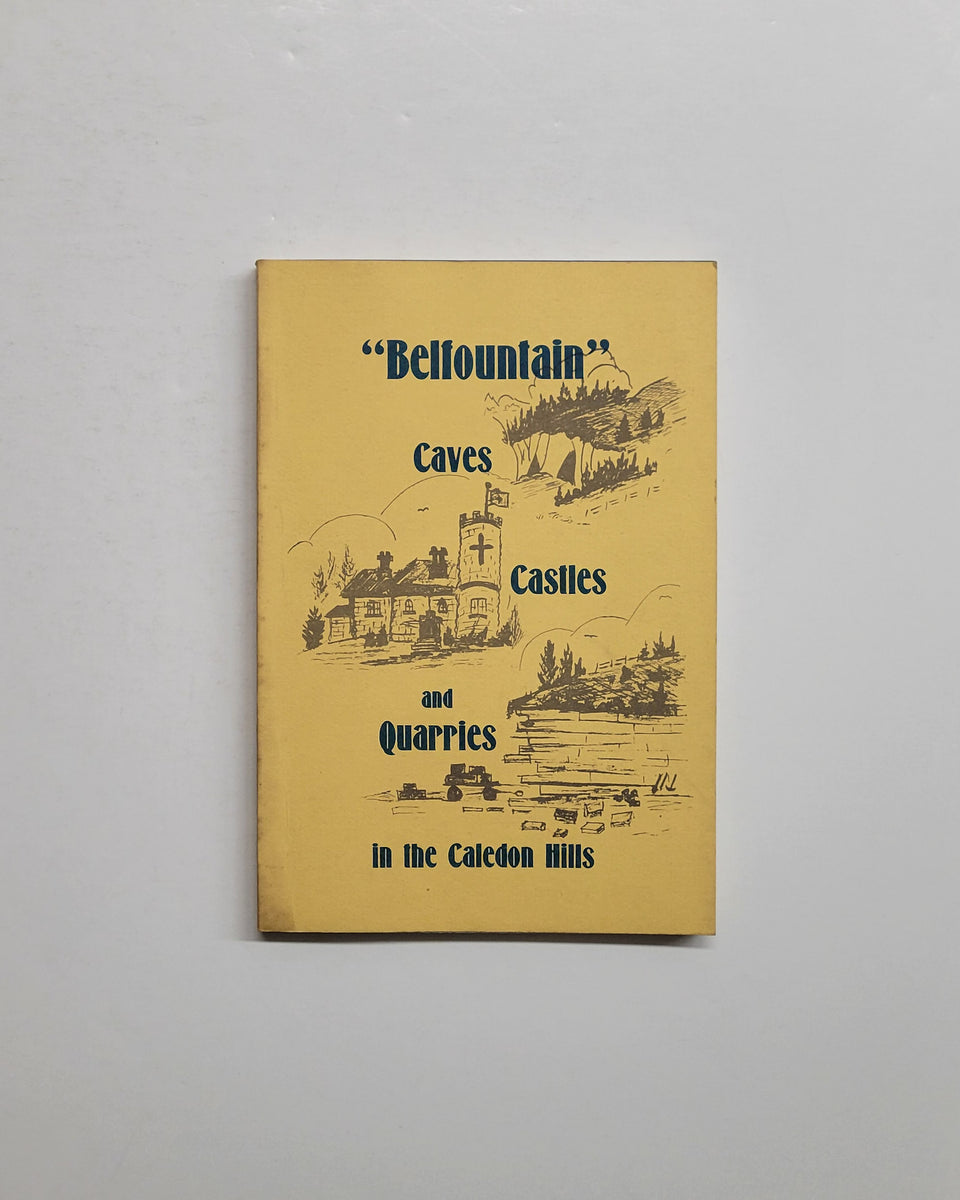 “Belfountain”
Caves
Castles
and
Quarries
in the Caledon Hills